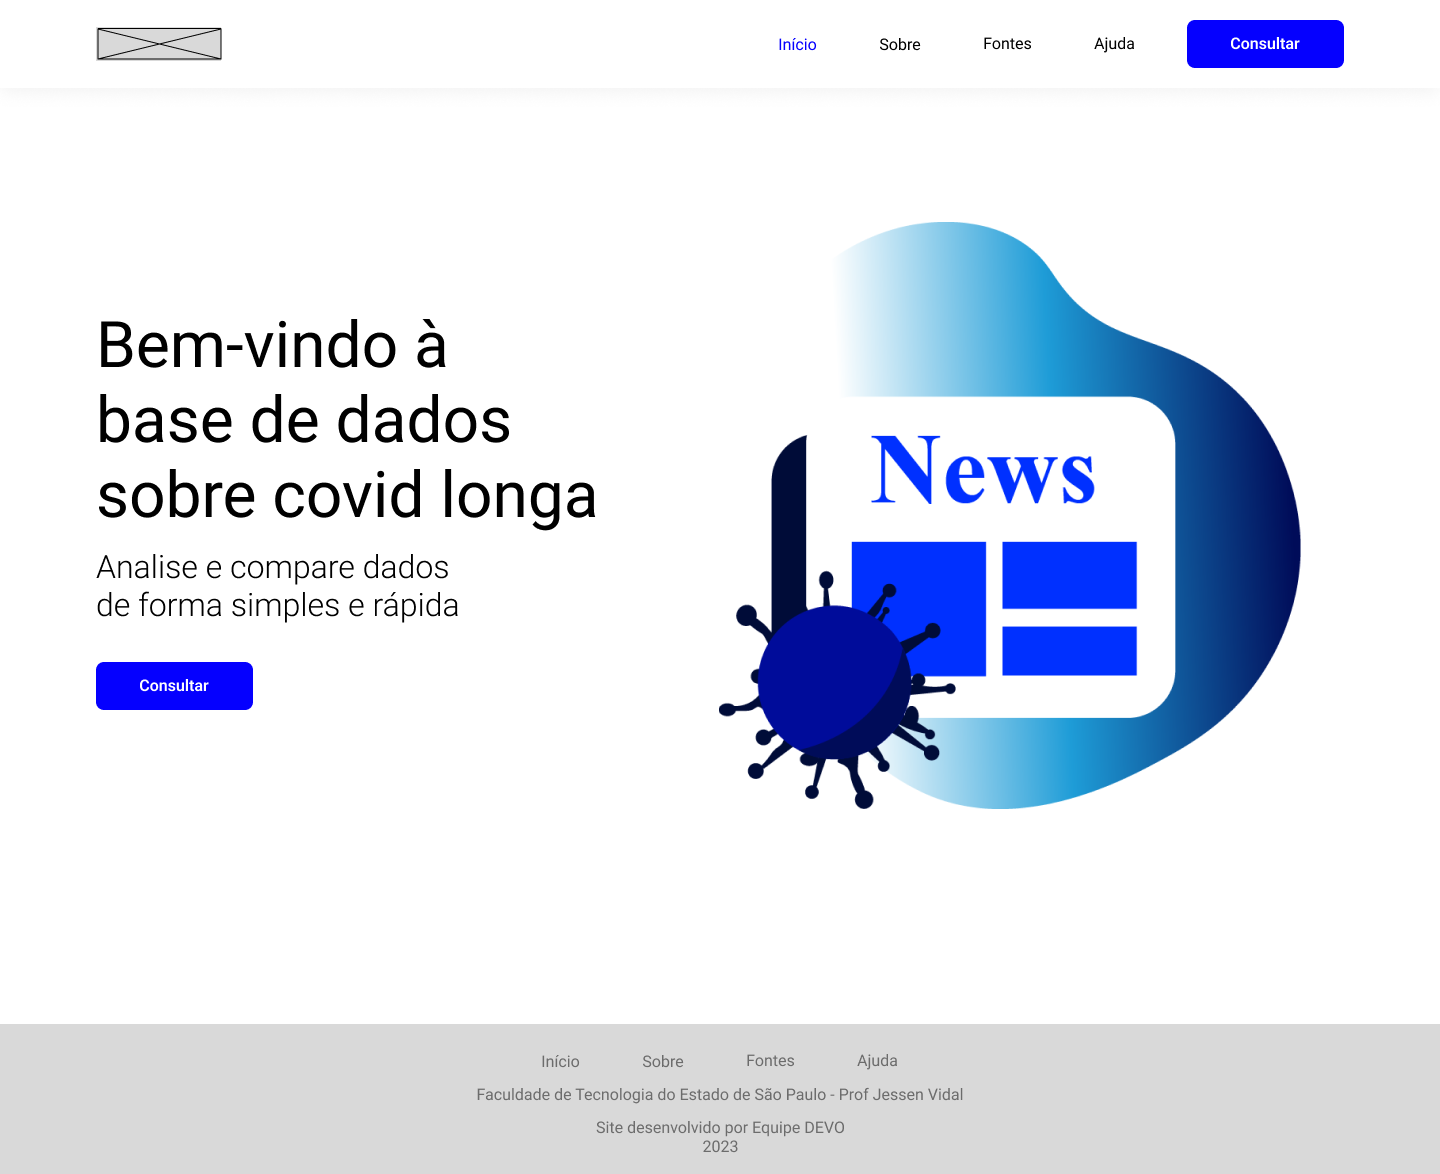 Início
Sobre
Fontes
Ajuda
Consultar
Bem-vindo à
base de dados
sobre covid longa
Analise e compare dados
de forma simples e rápida
Consultar
News
Início
Sobre
Fontes
Ajuda
Faculdade de Tecnologia do Estado de São Paulo - Prof Jessen Vidal
Site desenvolvido por Equipe DEVO
2023